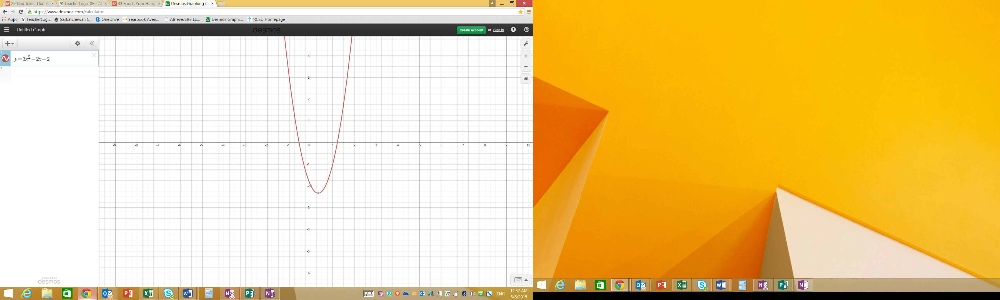 29 Dad Jokes That A
TeacherLogic XE - At
33 Foods Your Hang
Desmos Graphing Ca
https://www.desmos.com/calculator
Apps TeacherLogic Saskatchewan C... OneDrive Yearbook Aven... Atrieve/SRB Lo... Desmos Graphi... RCSD Homepage
Untitled Graph desmos Create Account or Sign In
1
y=3x²−2x−2
2
4
3
2
1
-9 -8 -7 -6 -5 -4 -3 -2 -1 0 1 2 3 4 5 6 7 8 9 10
-1
-2
-3
-4
-5
-6
powered by
desmos
ENG
11:57 AM
5/6/2015